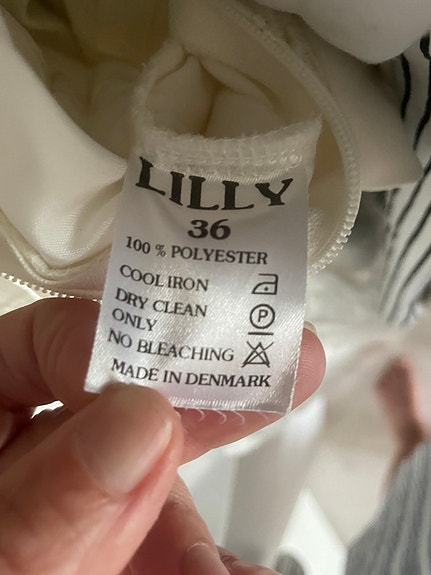 LILLY
36
100 % POLYESTER
COOL IRON
DRY CLEAN
ONLY
P
NO BLEACHING
MADE IN DENMARK